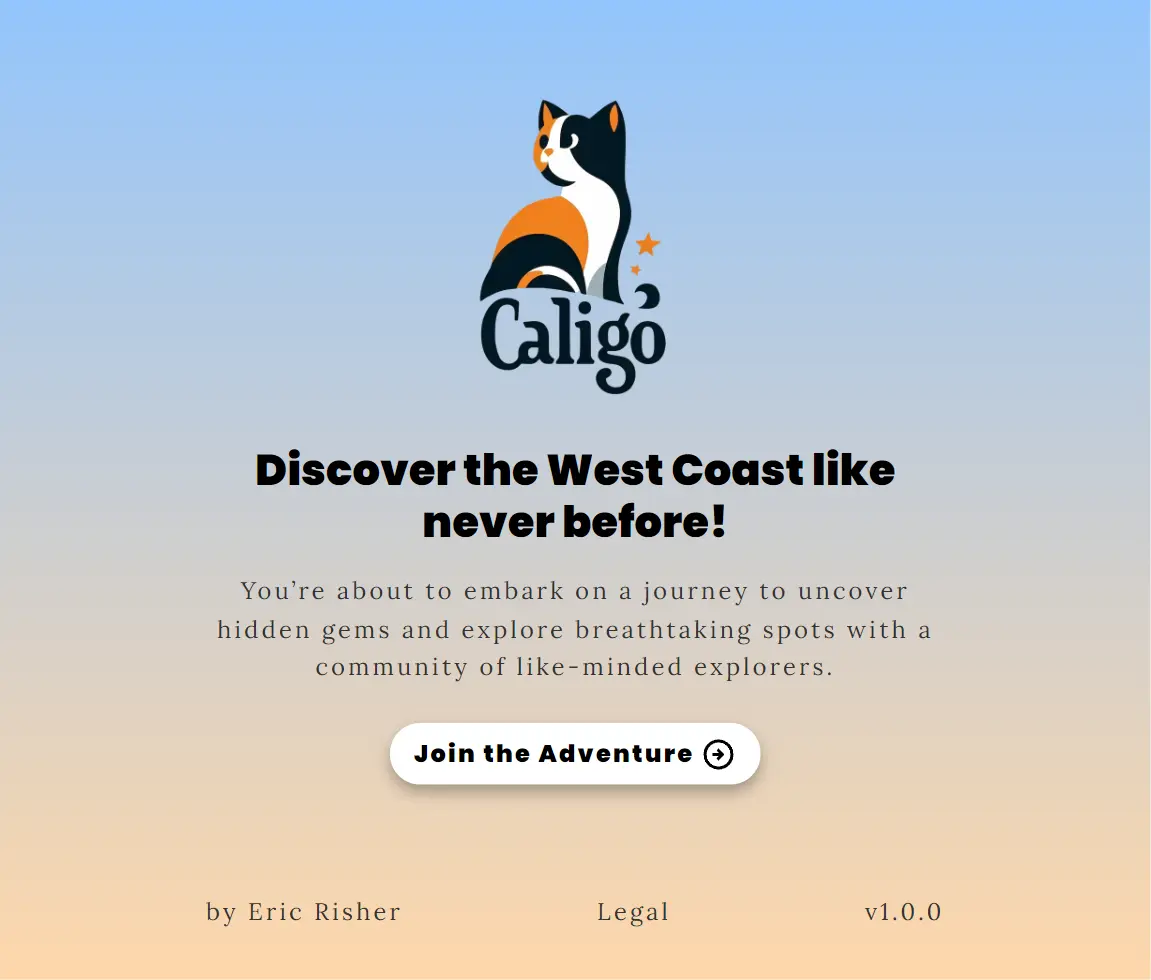 Caligo
Discover the West Coast like
never before!
You’re about to embark on a journey to uncover
hidden gems and explore breathtaking spots with a
community of like-minded explorers.
Join the Adventure
by Eric Risher
Legal
v1.0.0